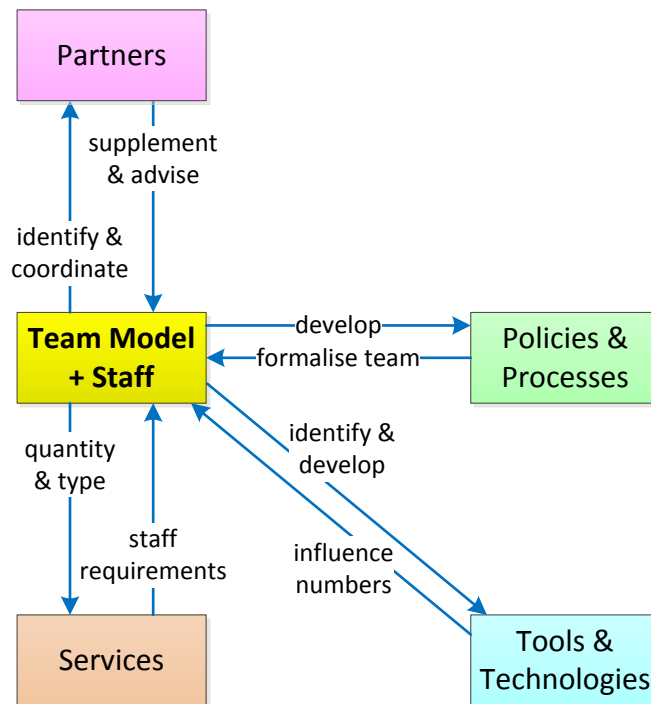 Partners
supplement
& advise
identify &
coordinate
Team Model
+ Staff
develop
formalise team
Policies &
Processes
quantity
& type
identify &
develop
staff
requirements
influence
numbers
Services
Tools &
Technologies